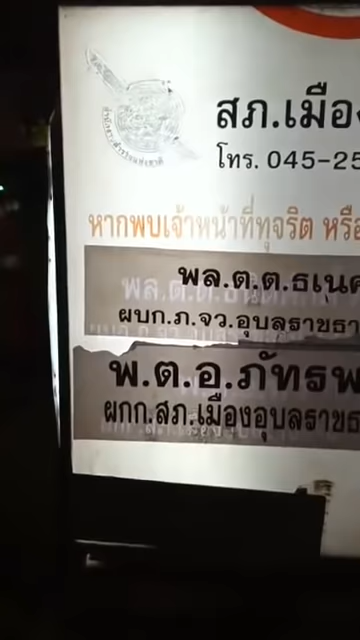 สภ.เมือง
โทร. 045-25
หากพบเจ้าหน้าที่ทุจริต หรือ
พล.ต.ต.ธเนศ
ผบก.ภ.จว.อุบลราชธา
พ.ต.อ.ภัทรพ
ผกก.สภ.เมืองอุบลราชธ